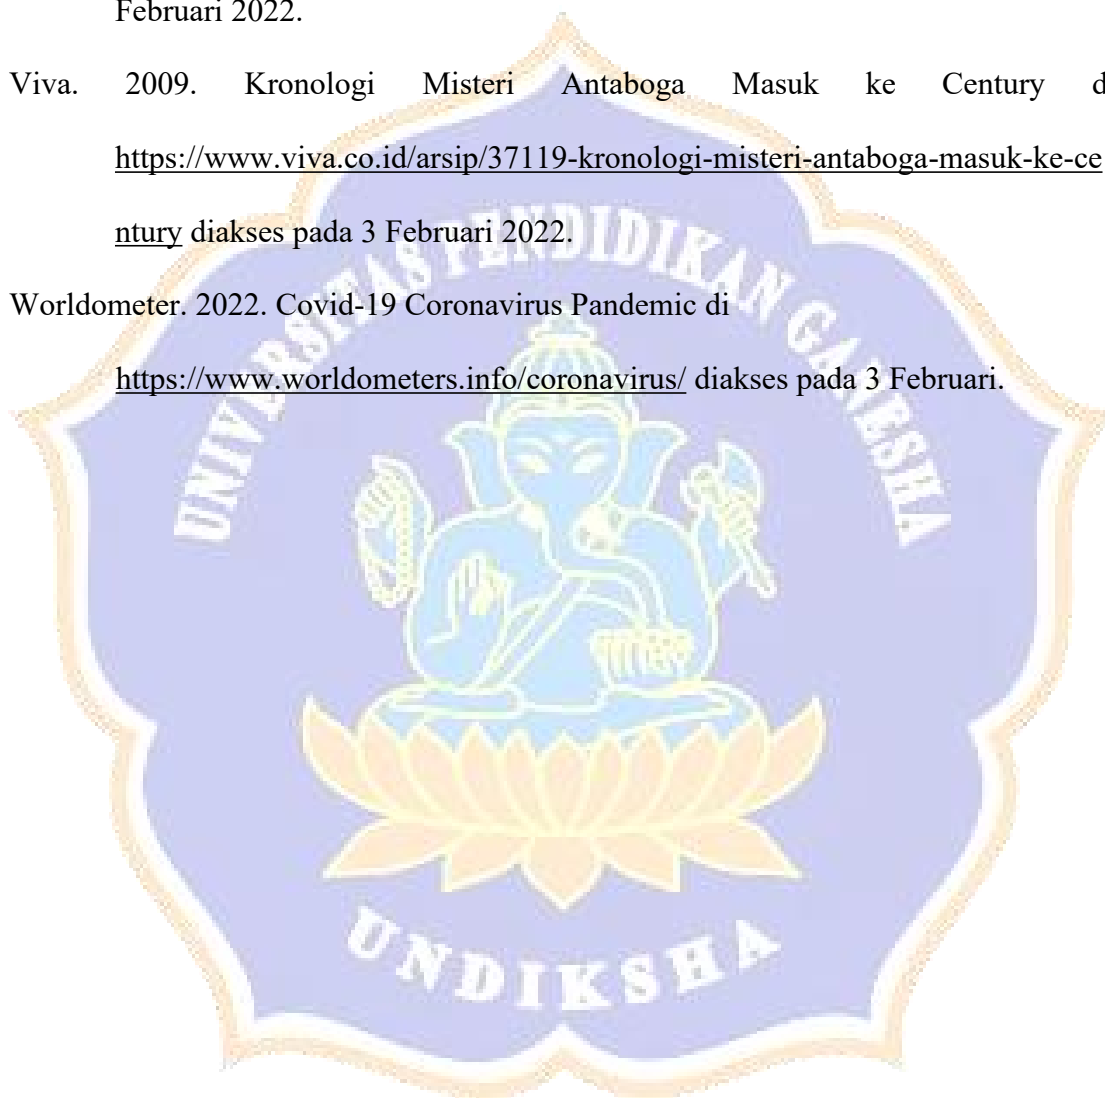 Februari 2022.
Viva. 2009. Kronologi Misteri Antaboga Masuk ke Century d
https://www.viva.co.id/arsip/37119-kronologi-misteri-antaboga-masuk-ke-ce
ntury diakses pada 3 Februari 2022.
Worldometer. 2022. Covid-19 Coronavirus Pandemic di
https://www.worldometers.info/coronavirus/ diakses pada 3 Februari.
UNIVERSITAS PENDIDIKAN GANESHA
UNDIKSHA